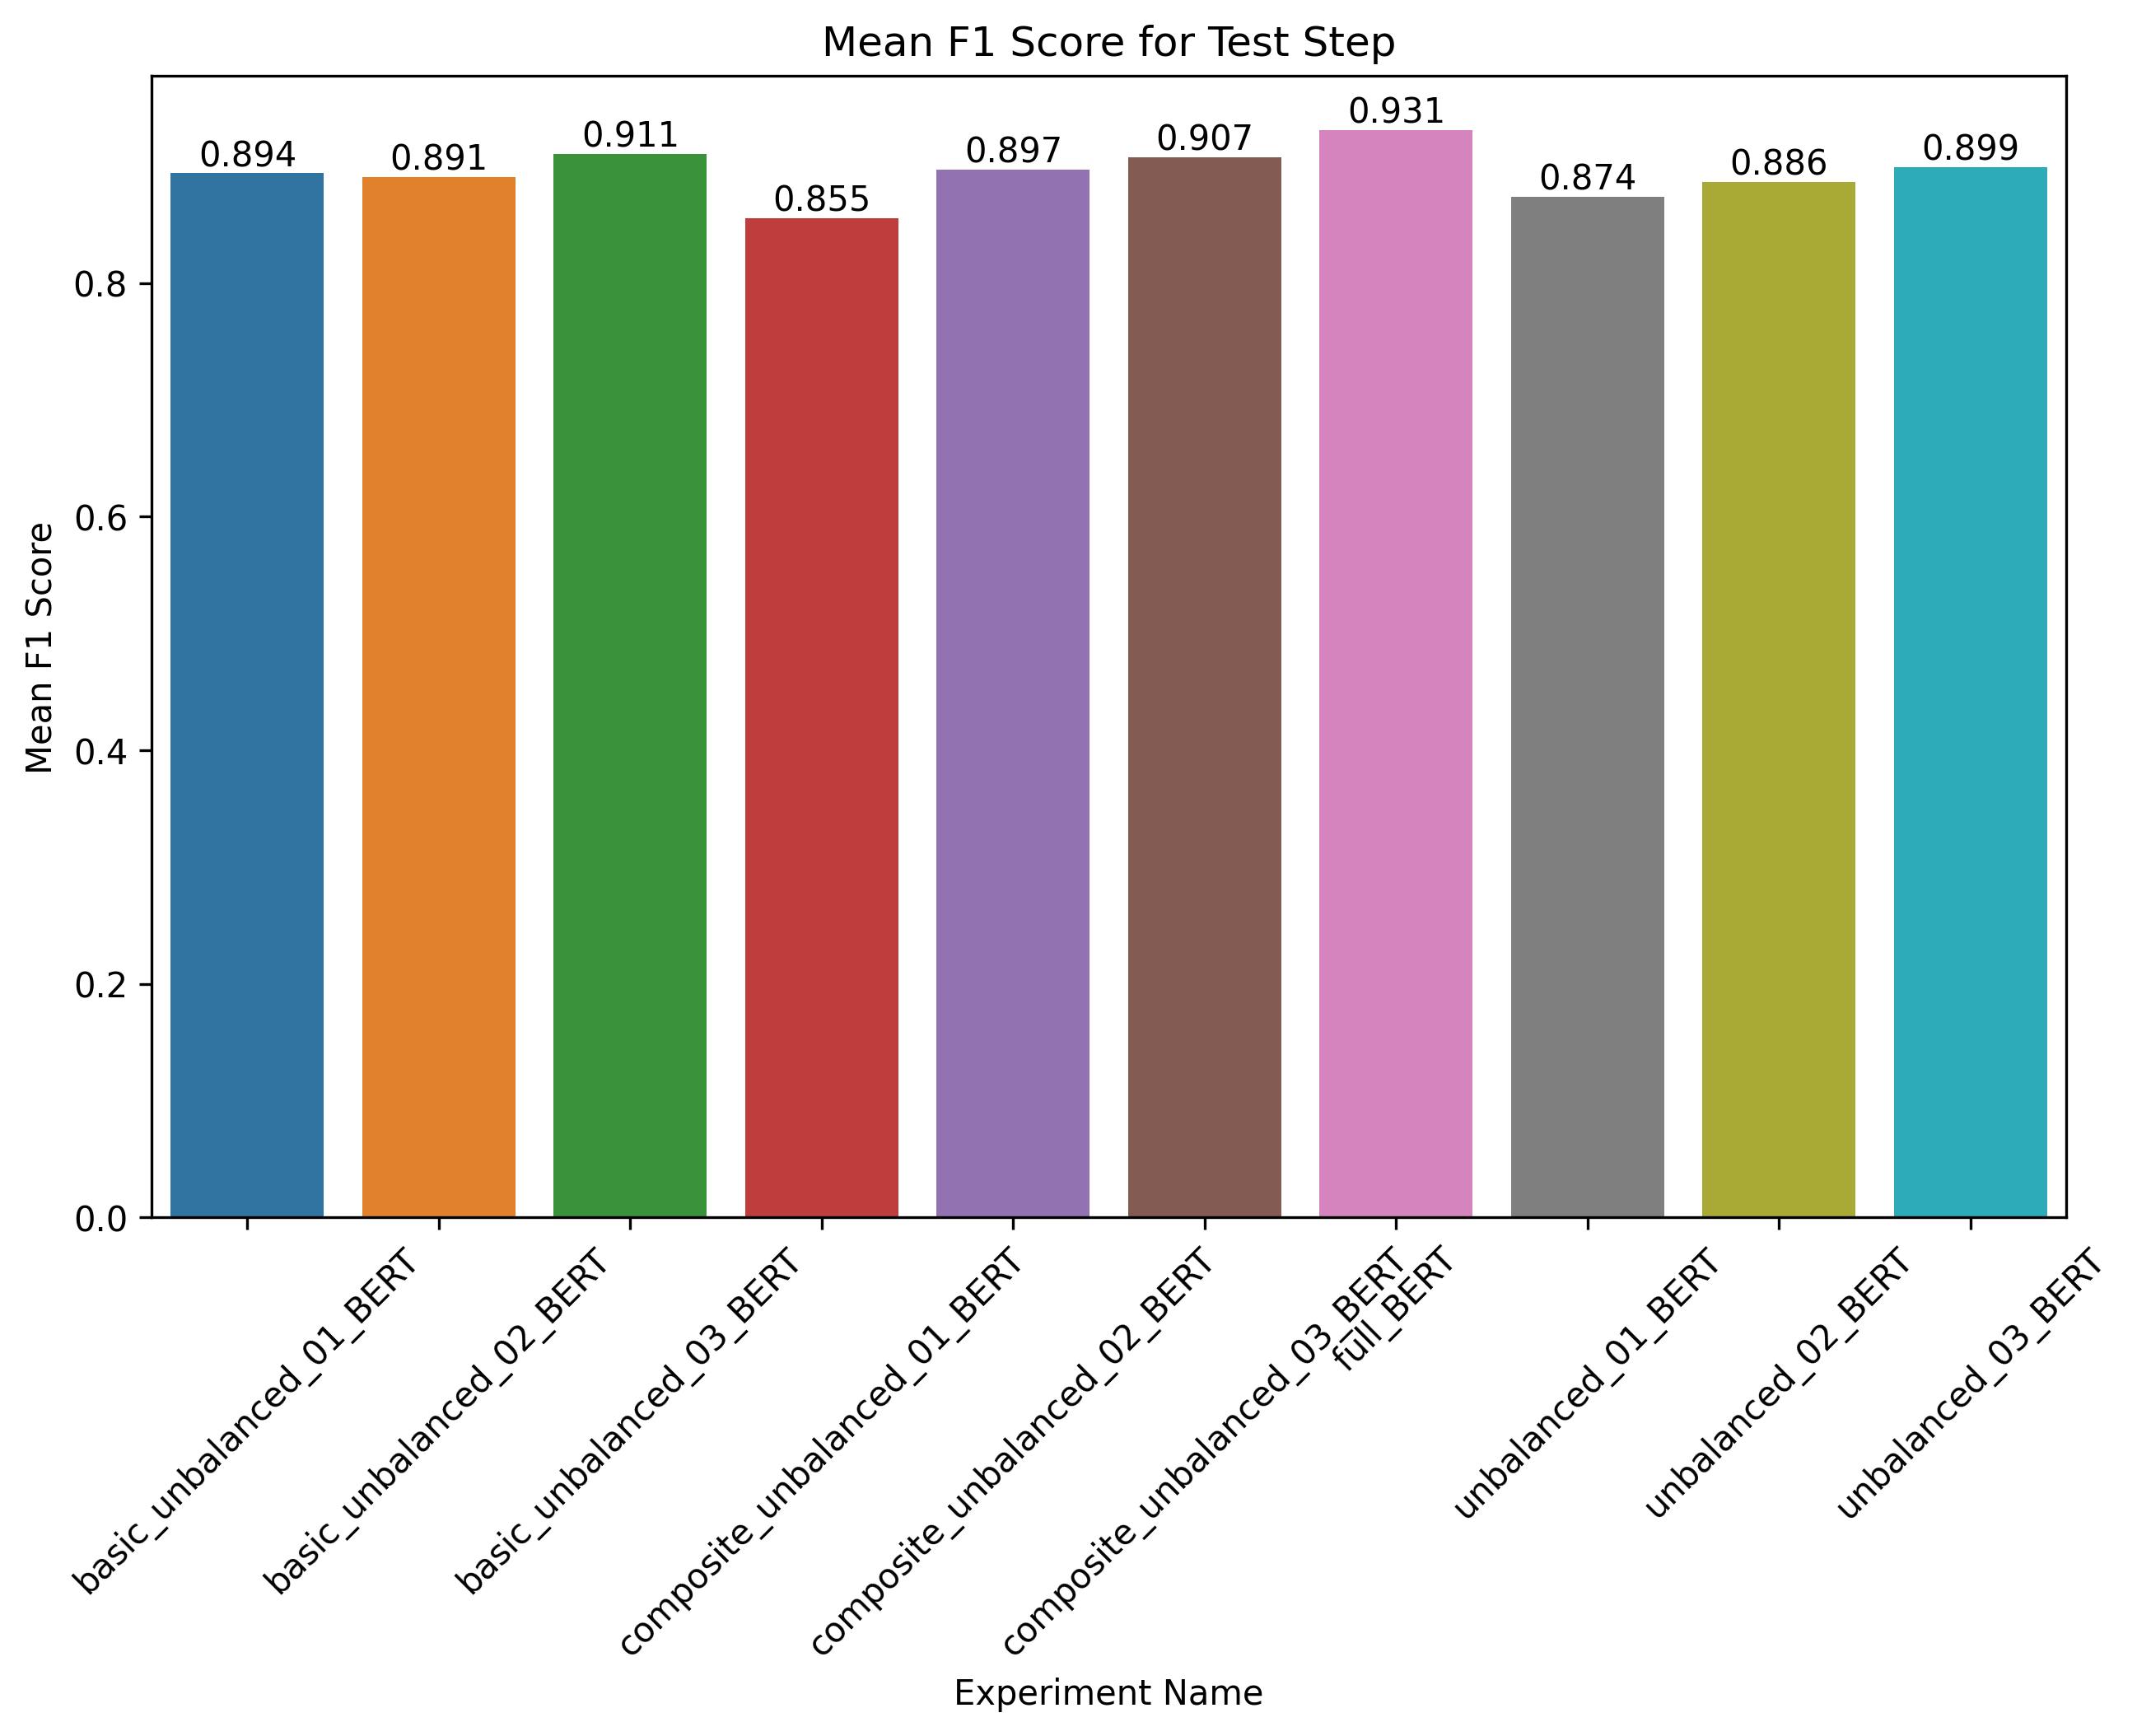 Mean F1 Score for Test Step
0.894
0.891
0.911
0.855
0.897
0.907
0.931
0.874
0.886
0.899
Mean F1 Score
0.8
0.6
0.4
0.2
0.0
basic_unbalanced_01_BERT
basic_unbalanced_02_BERT
basic_unbalanced_03_BERT
composite_unbalanced_01_BERT
composite_unbalanced_02_BERT
composite_unbalanced_03_BERT
full_BERT
unbalanced_01_BERT
unbalanced_02_BERT
unbalanced_03_BERT
Experiment Name